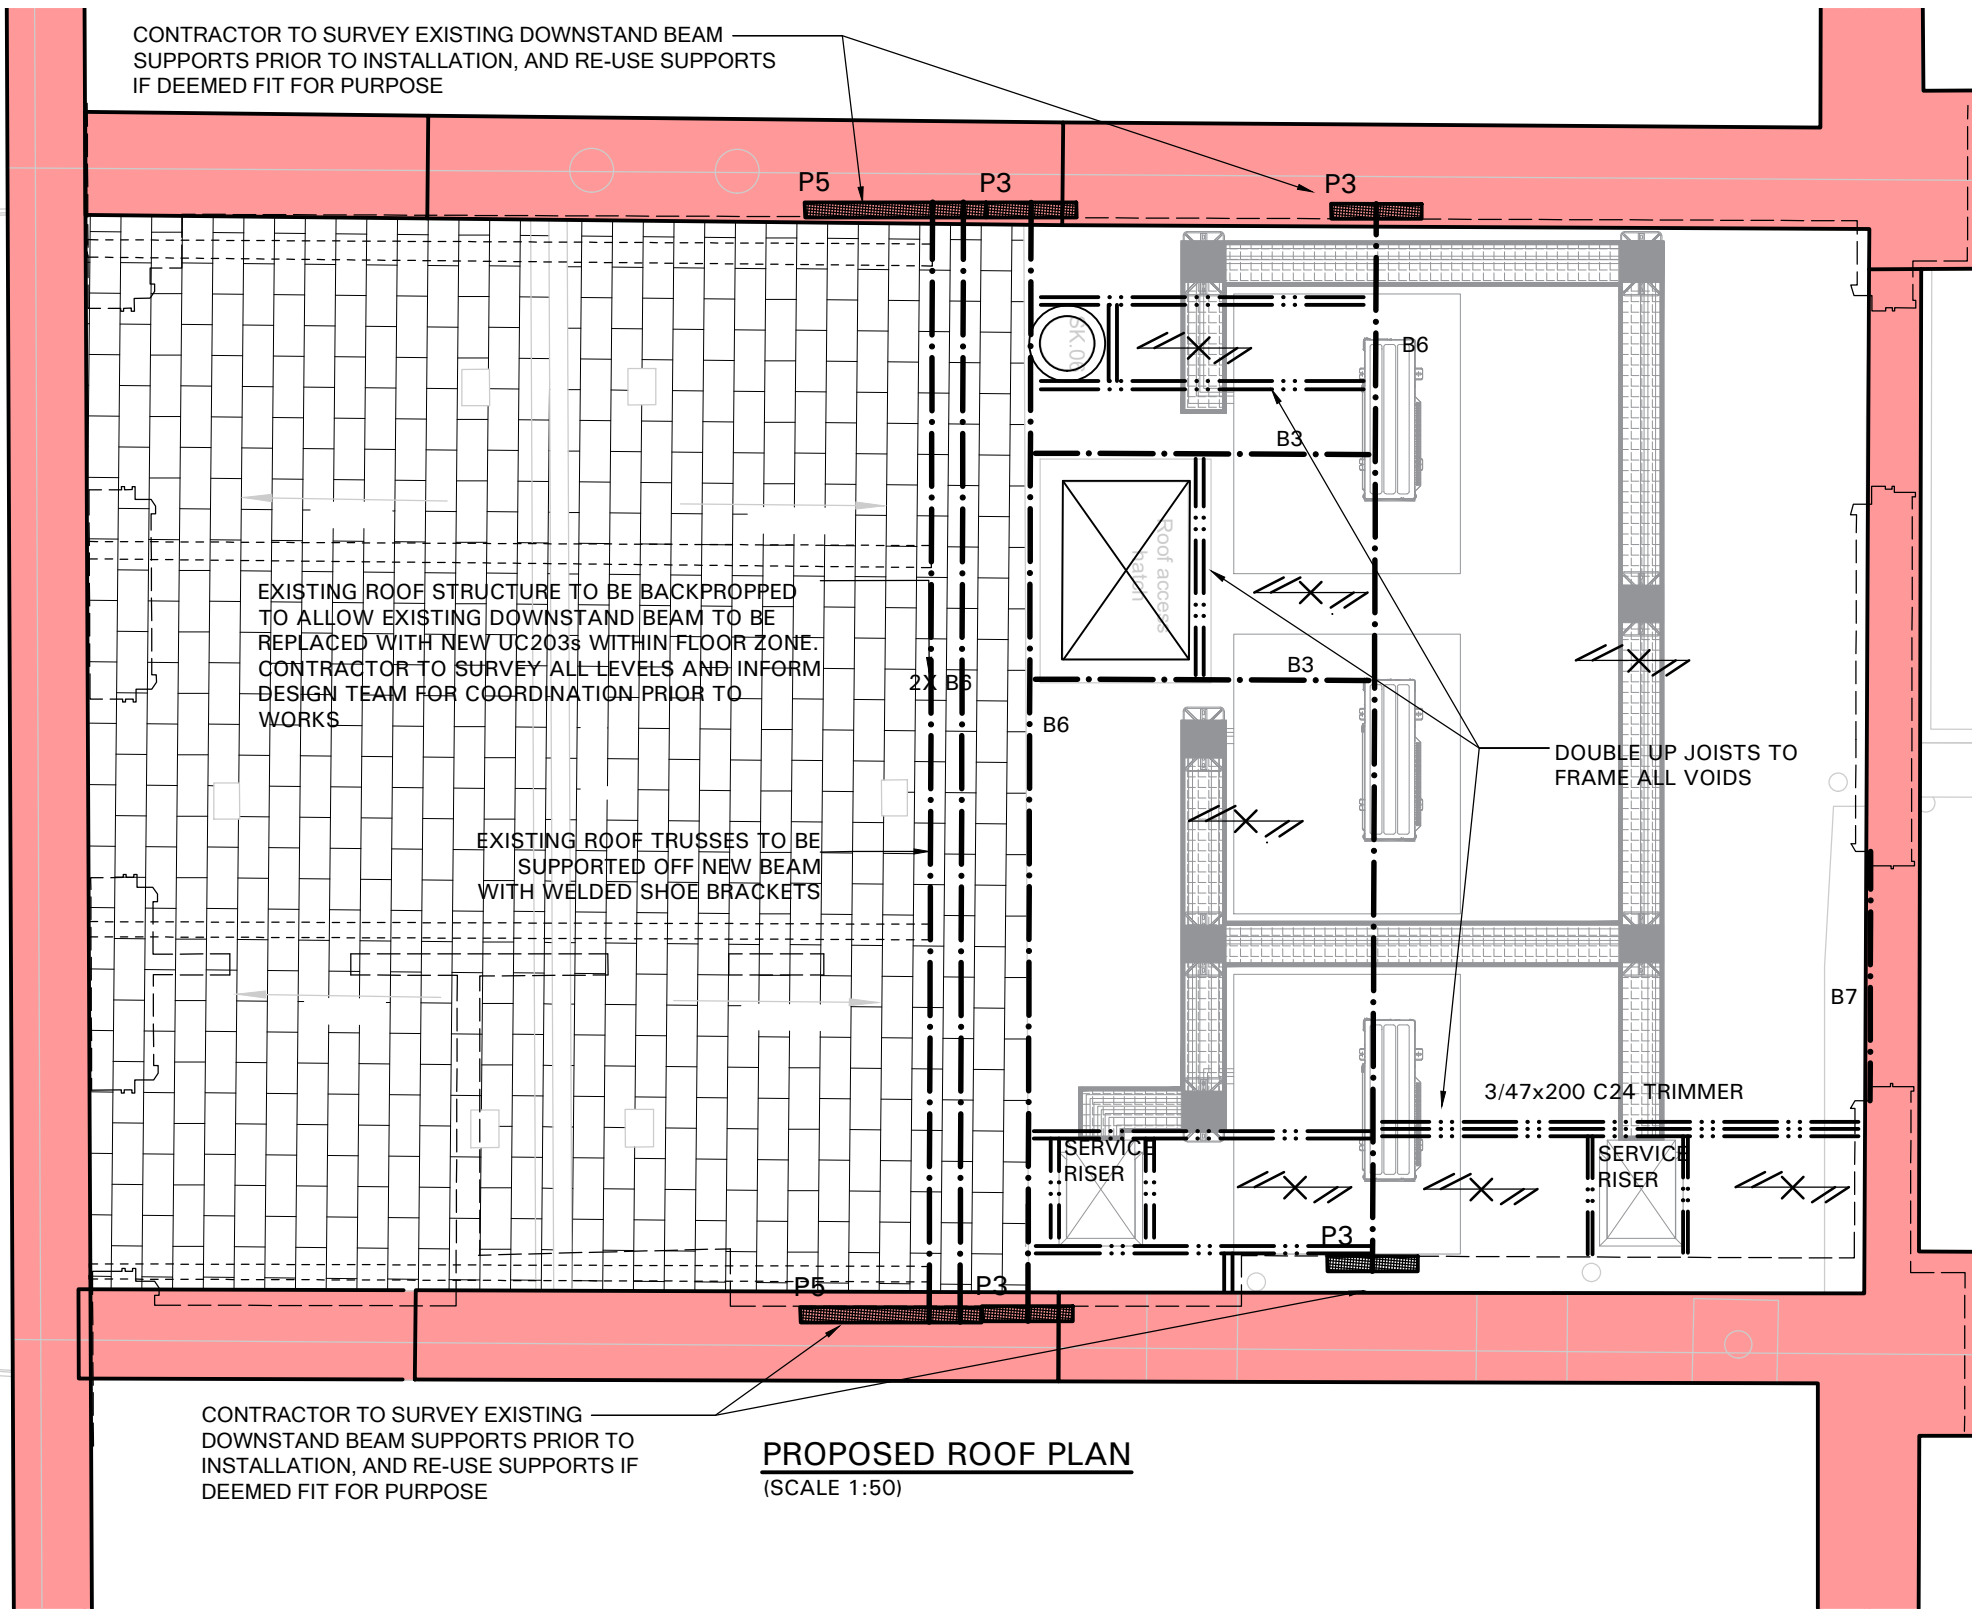 CONTRACTOR TO SURVEY EXISTING DOWNSTAND BEAM
SUPPORTS PRIOR TO INSTALLATION, AND RE-USE SUPPORTS
IF DEEMED FIT FOR PURPOSE
P5
P3
P3
SK.06
B6
B3
Roof access
hatch
EXISTING ROOF STRUCTURE TO BE BACKPROPPED
TO ALLOW EXISTING DOWNSTAND BEAM TO BE
REPLACED WITH NEW UC203s WITHIN FLOOR ZONE.
CONTRACTOR TO SURVEY ALL LEVELS AND INFORM
DESIGN TEAM FOR COORDINATION PRIOR TO
WORKS
2X B6
B3
B6
DOUBLE UP JOISTS TO
FRAME ALL VOIDS
EXISTING ROOF TRUSSES TO BE
SUPPORTED OFF NEW BEAM
WITH WELDED SHOE BRACKETS
B7
3/47x200 C24 TRIMMER
SERVICE
RISER
SERVICE
RISER
P3
P5
P3
CONTRACTOR TO SURVEY EXISTING
DOWNSTAND BEAM SUPPORTS PRIOR TO
INSTALLATION, AND RE-USE SUPPORTS IF
DEEMED FIT FOR PURPOSE
PROPOSED ROOF PLAN
(SCALE 1:50)